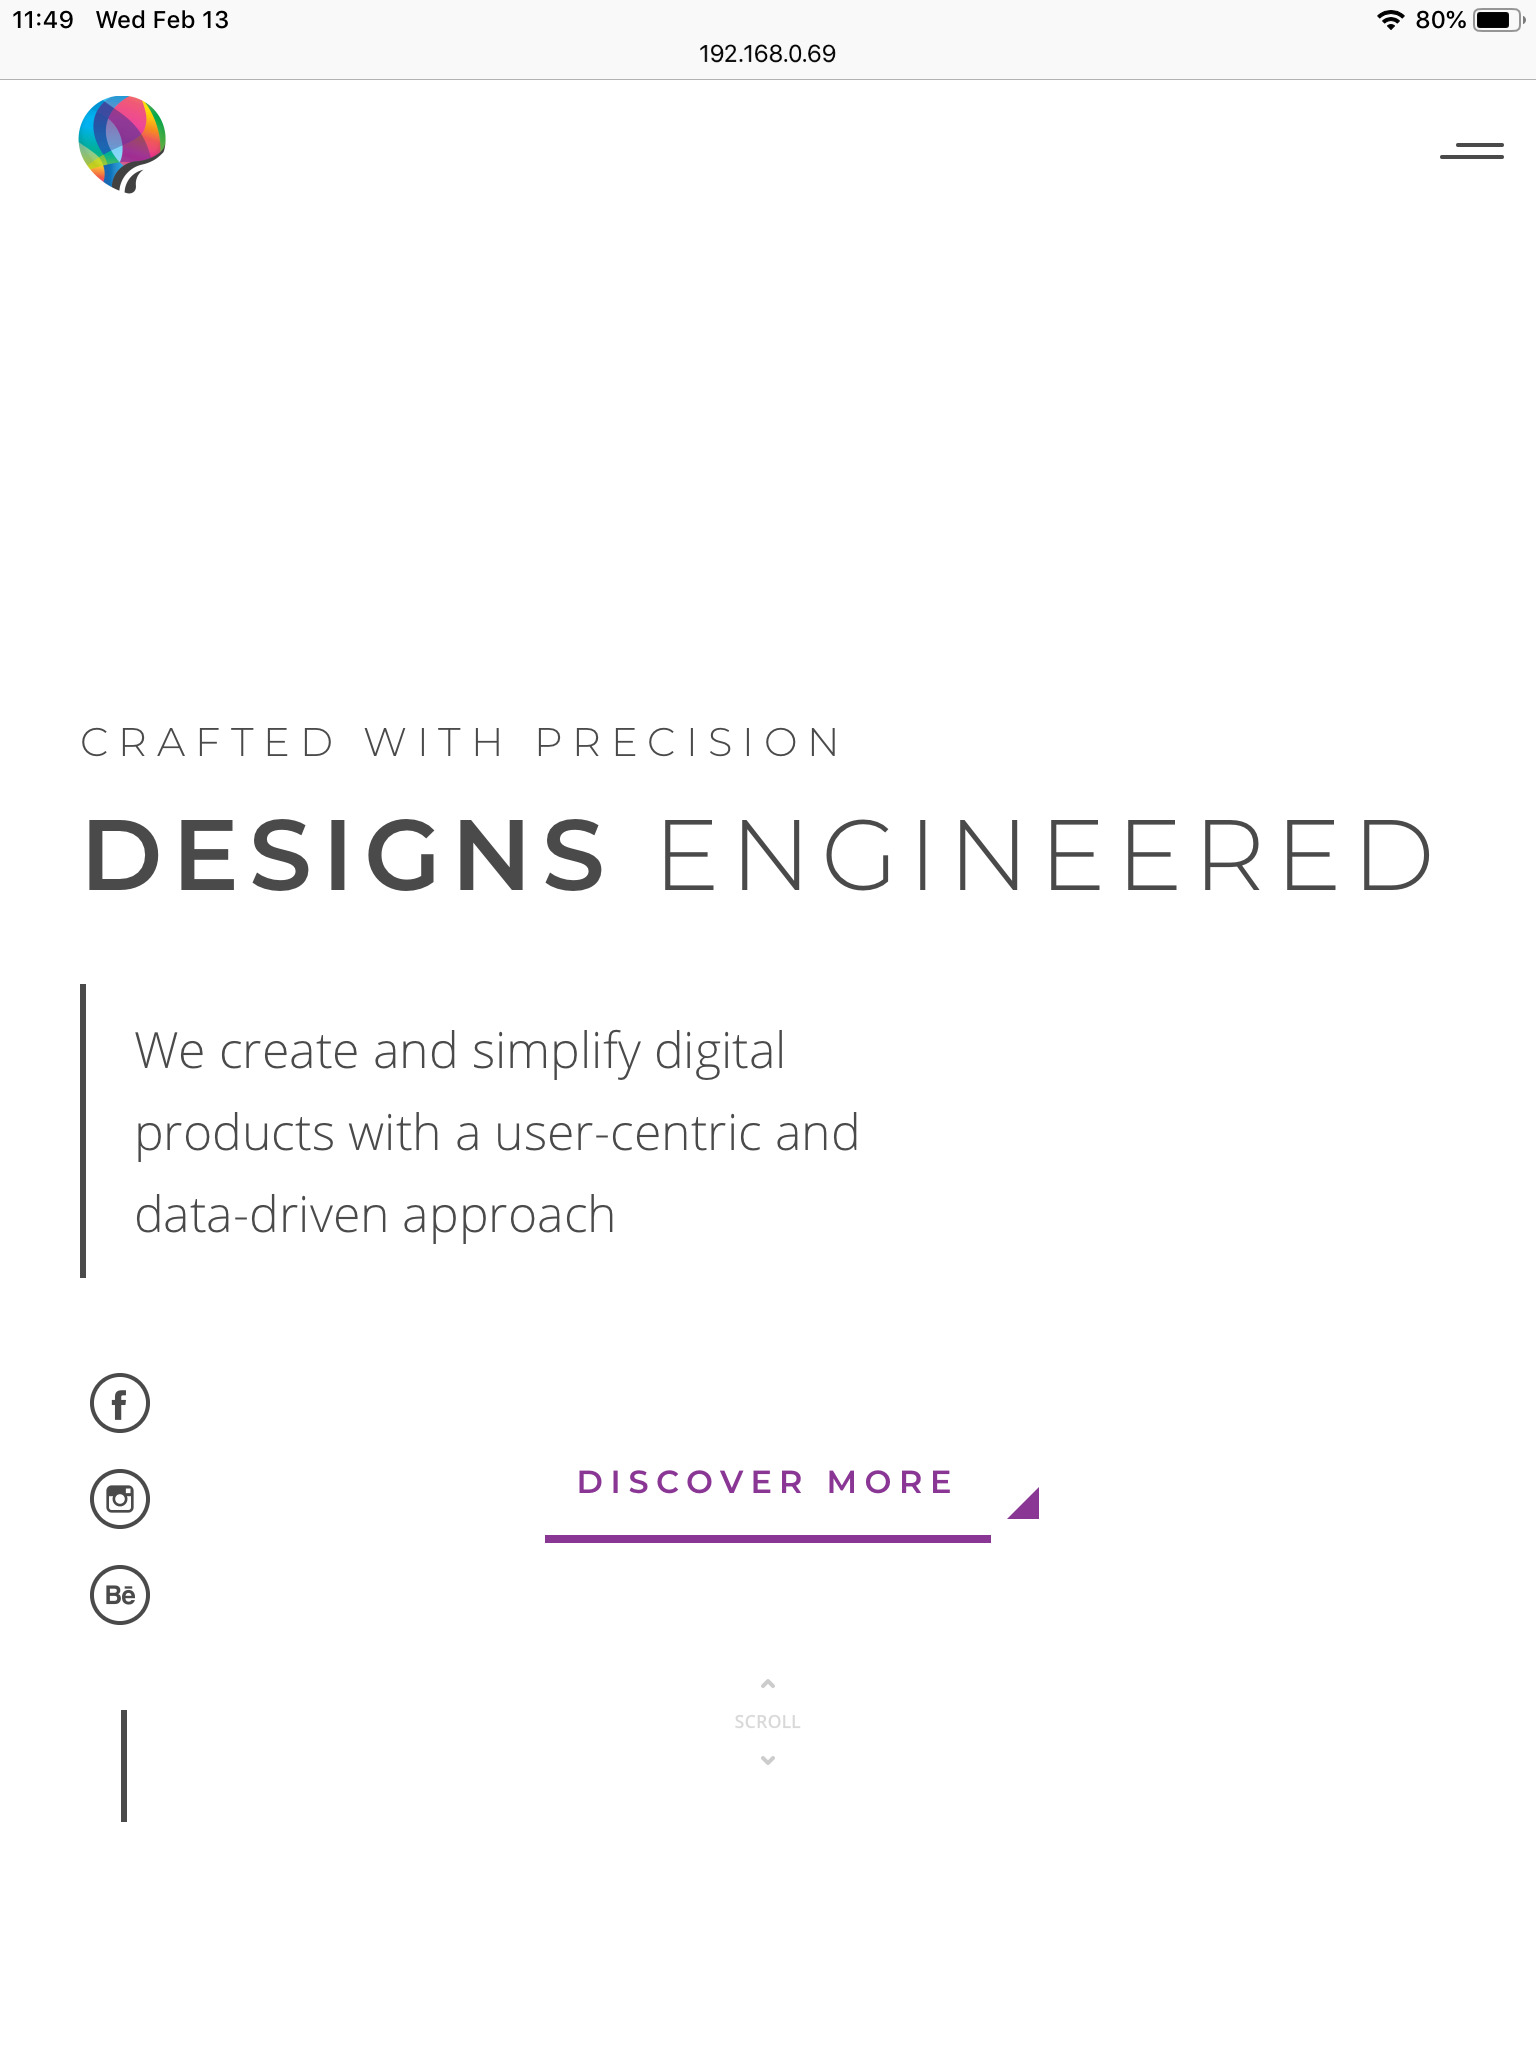 11:49 Wed Feb 13 80%
192.168.0.69
CRAFTED WITH PRECISION
DESIGNS ENGINEERED
We create and simplify digital
products with a user-centric and
data-driven approach
f
DISCOVER MORE
Bē
SCROLL